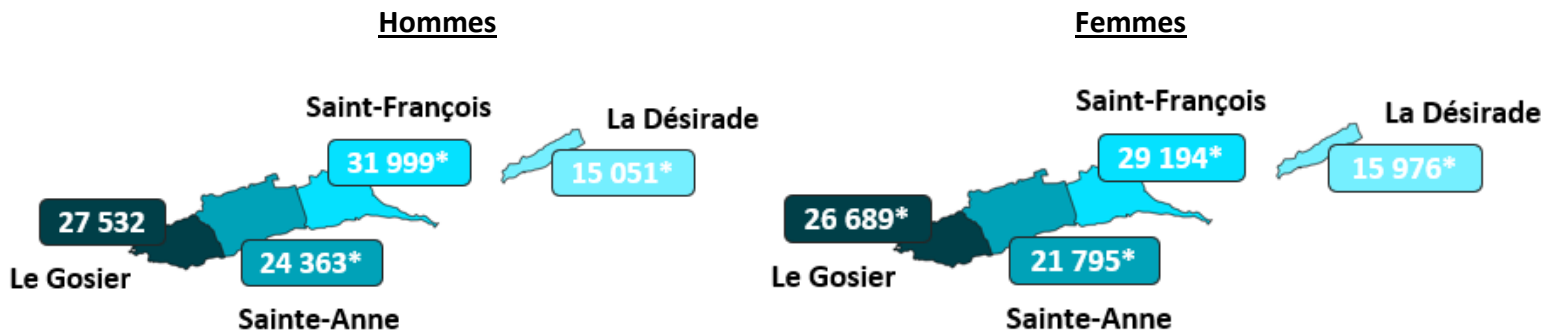 Hommes
Saint-François
La Désirade
31 999*
15 051*
27 532
24 363*
Le Gosier
Sainte-Anne
Femmes
Saint-François
La Désirade
29 194*
15 976*
26 689*
21 795*
Le Gosier
Sainte-Anne